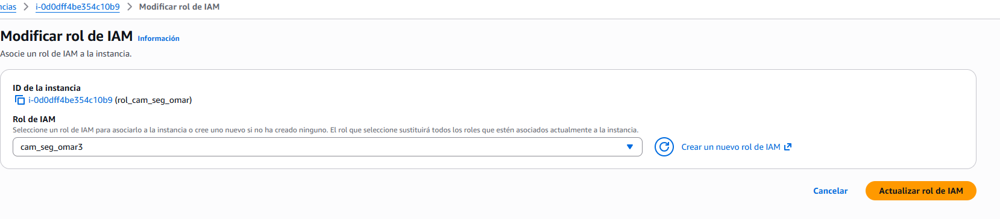 ncias > i-0d0dff4be354c10b9 > Modificar rol de IAM
Modificar rol de IAM Información
Asocie un rol de IAM a la instancia.
ID de la instancia
i-0d0dff4be354c10b9 (rol_cam_seg_omar)
Rol de IAM
Seleccione un rol de IAM para asociarlo a la instancia o cree uno nuevo si no ha creado ninguno. El rol que seleccione sustituirá todos los roles que estén asociados actualmente a la instancia.
cam_seg_omar3
Crear un nuevo rol de IAM
Cancelar
Actualizar rol de IAM